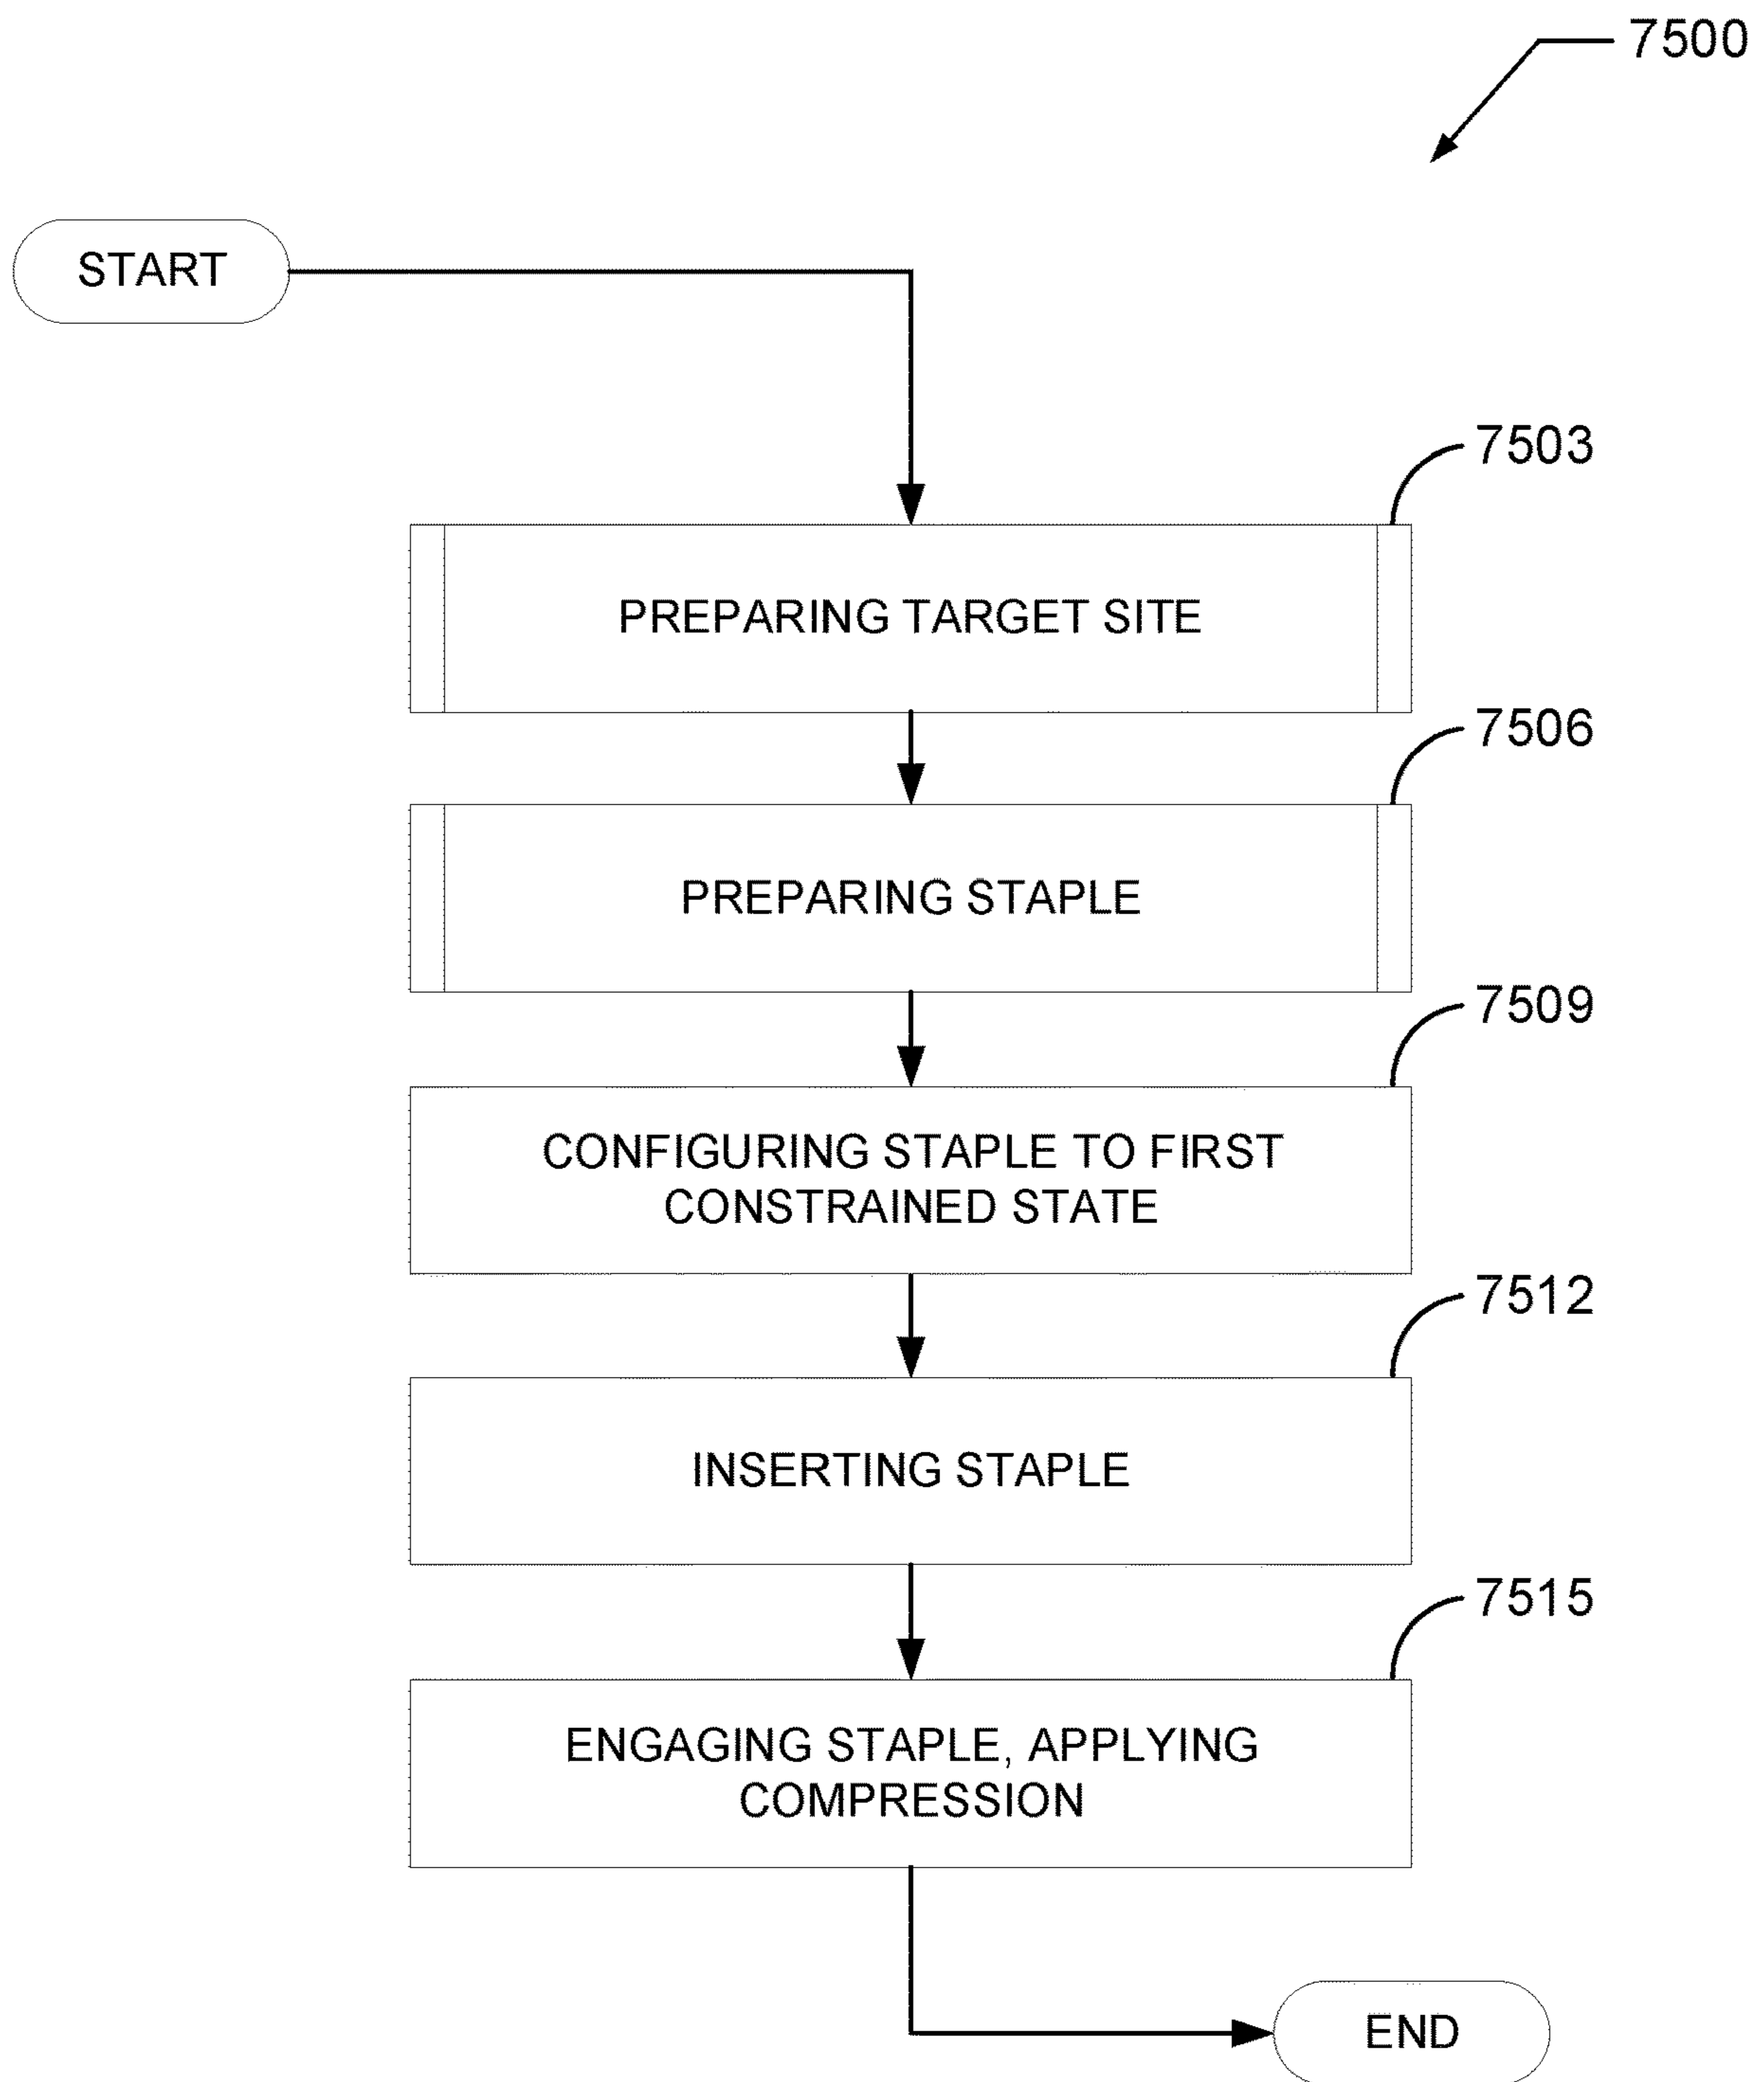 7500
START
7503
PREPARING TARGET SITE
7506
PREPARING STAPLE
7509
CONFIGURING STAPLE TO FIRST
CONSTRAINED STATE
7512
INSERTING STAPLE
7515
ENGAGING STAPLE, APPLYING
COMPRESSION
END